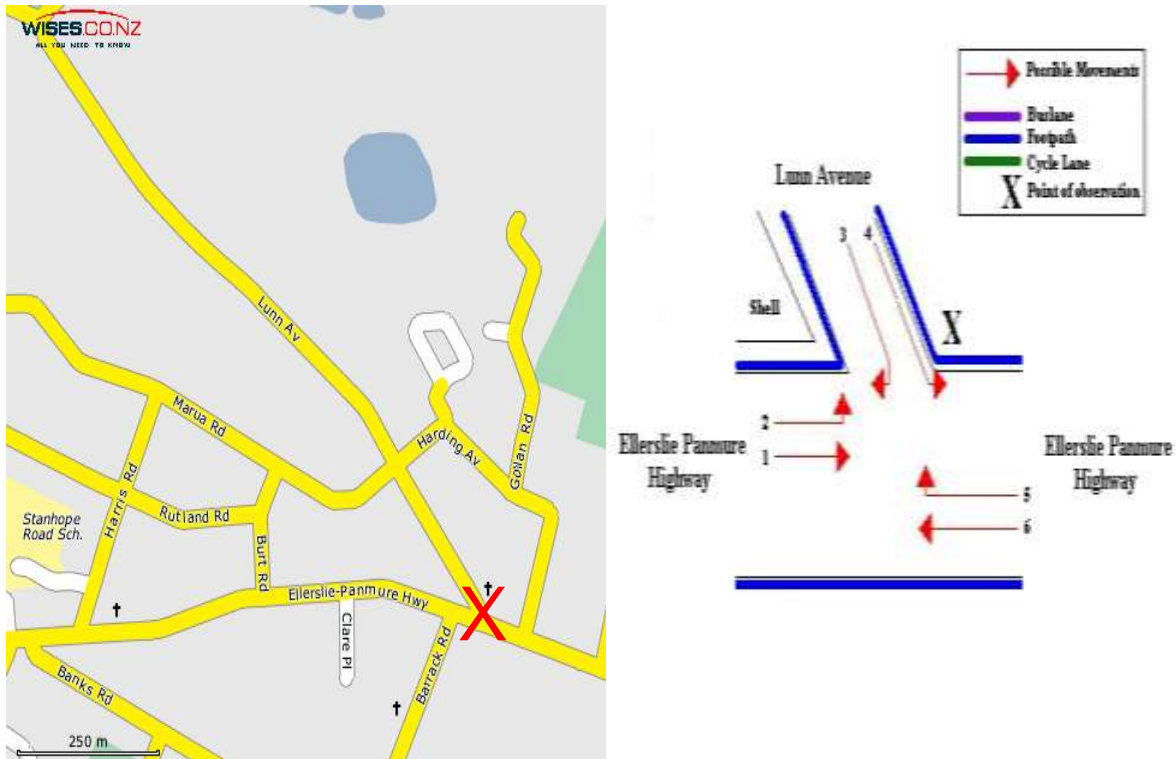 WISES.CO.NZ
ALL YOU NEED TO KNOW
Lunn Av
Marua Rd
Harding Av
Gollan Rd
Harris Rd
Rutland Rd
Stanhope
Road Sch.
Burt Rd
Ellerslie-Panmure Hwy
Clare Pl
Barrack Rd
Banks Rd
250 m
X
Possible Movements
Buslane
Footpath
Cycle Lane
X Point of observation
Lunn Avenue
3 4
Shell
X
2
1
Ellerslie Panmure
Highway
Ellerslie Panmure
Highway
5
6